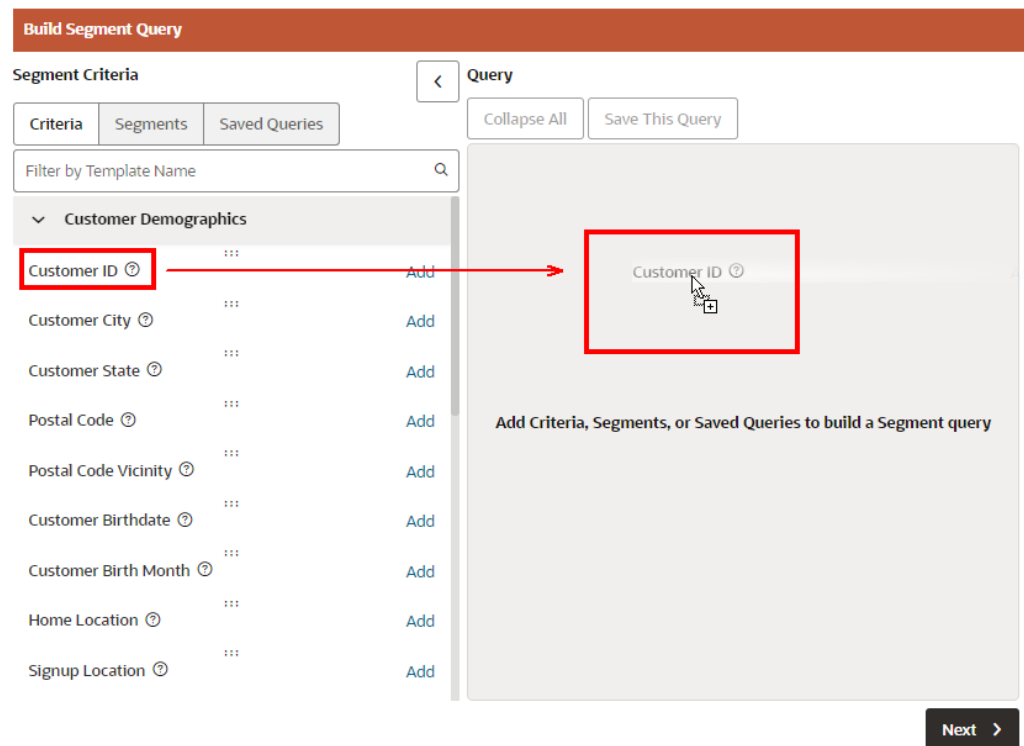 Build Segment Query
Segment Criteria
Criteria Segments Saved Queries
Filter by Template Name
Customer Demographics
Customer ID Add
Customer City Add
Customer State Add
Postal Code Add
Postal Code Vicinity Add
Customer Birthdate Add
Customer Birth Month Add
Home Location Add
Signup Location Add
Query
Collapse All Save This Query
Customer ID
Add Criteria, Segments, or Saved Queries to build a Segment query
Next